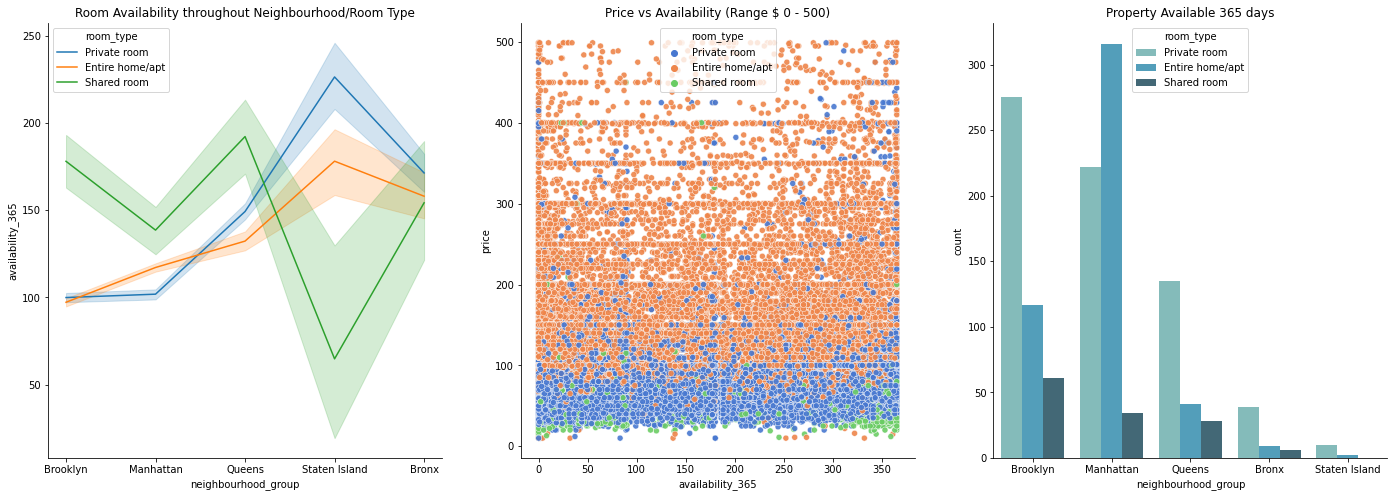 Room Availability throughout Neighbourhood/Room Type
250
200
150
100
50
availability_365
room_type
Private room
Entire home/apt
Shared room
Brooklyn
Manhattan
Queens
Staten Island
Bronx
neighbourhood_group
Price vs Availability (Range $ 0 - 500)
500
400
300
200
100
0
price
room_type
Private room
Entire home/apt
Shared room
0
50
100
150
200
250
300
350
availability_365
Property Available 365 days
300
250
200
150
100
50
0
count
room_type
Private room
Entire home/apt
Shared room
Brooklyn
Manhattan
Queens
Bronx
Staten Island
neighbourhood_group